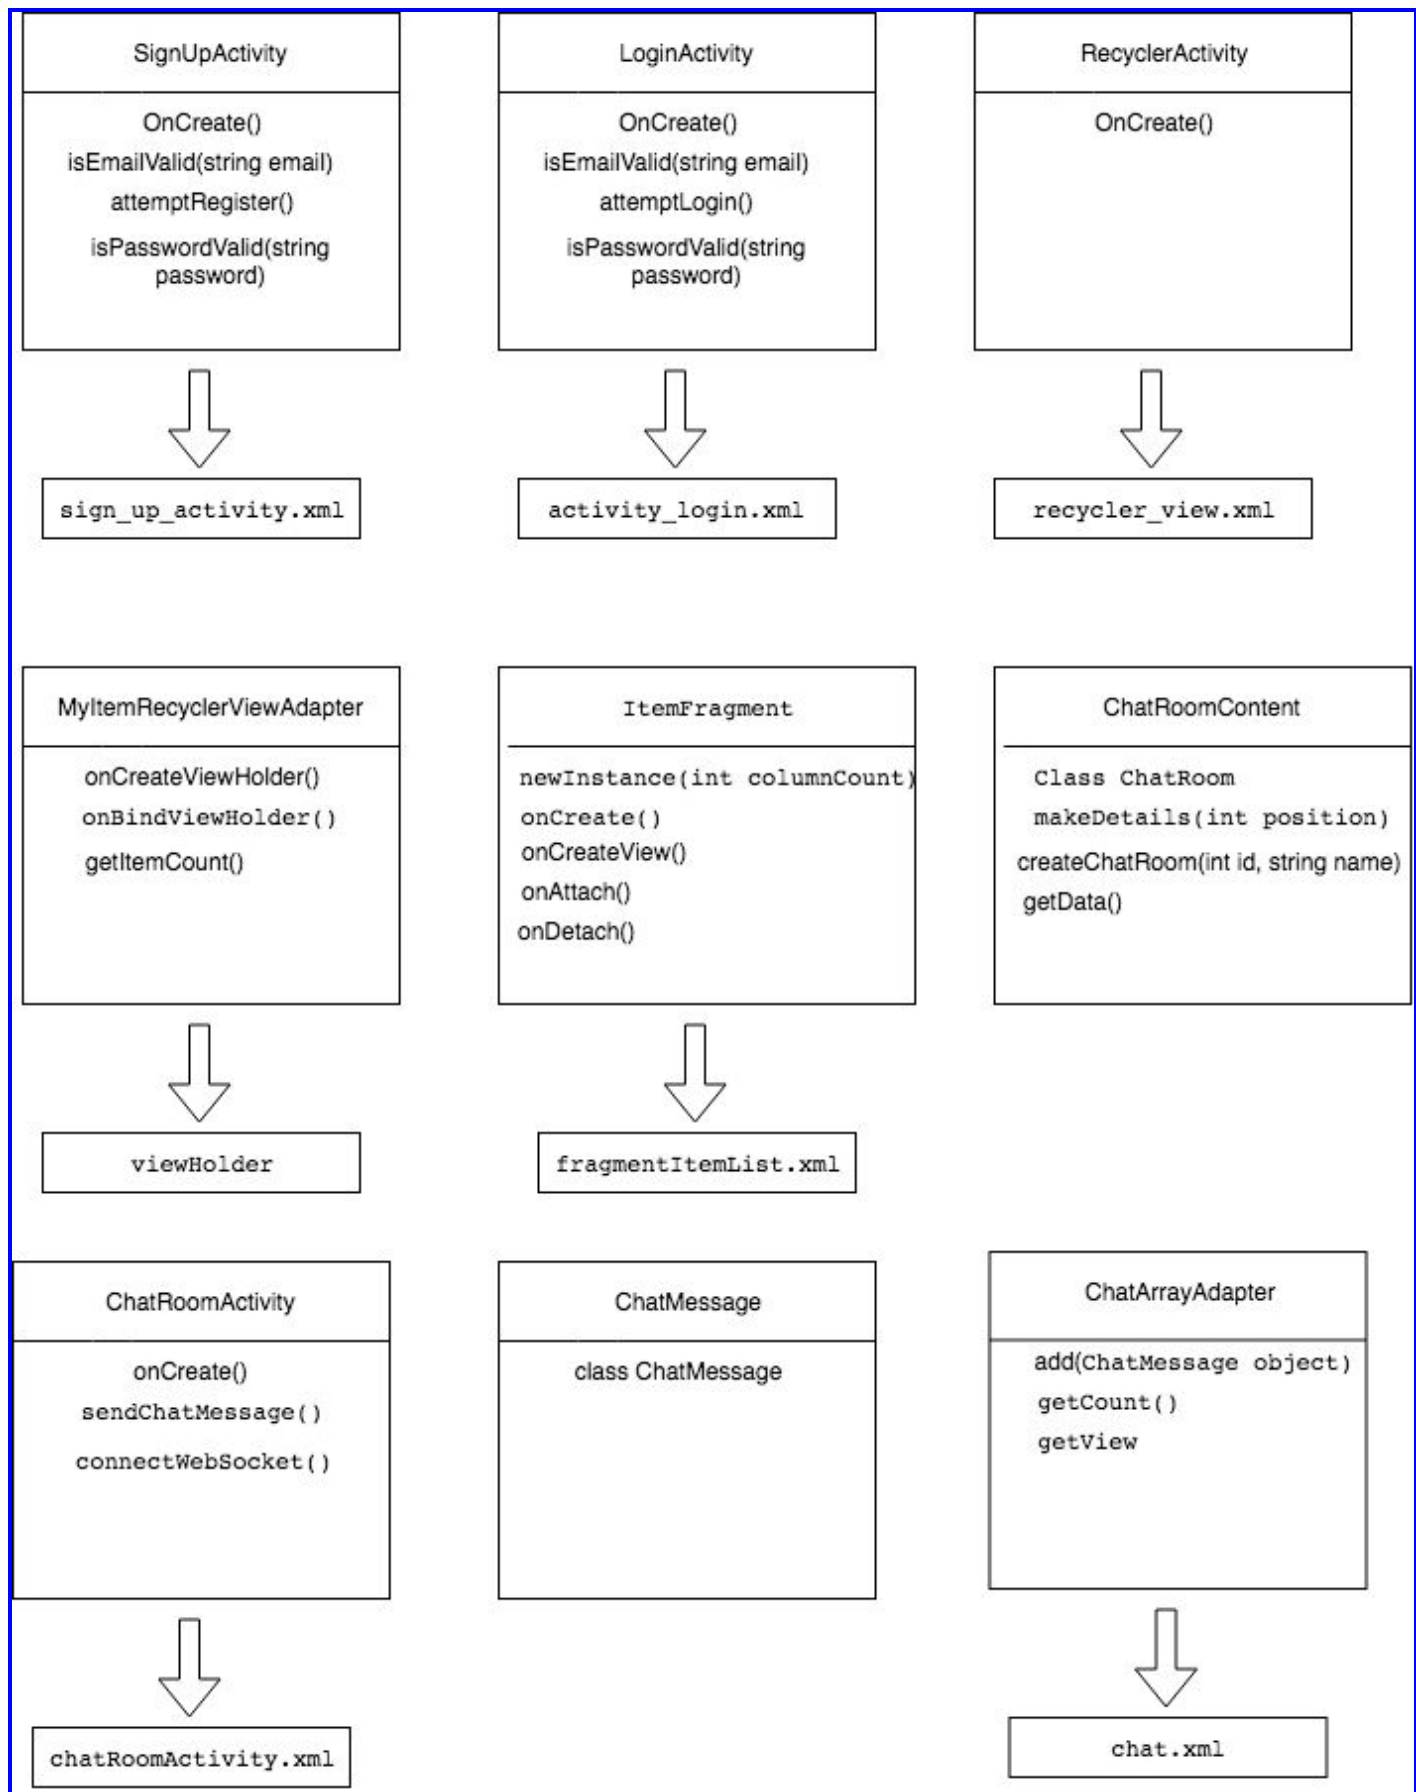 SignUpActivity
OnCreate()
isEmailValid(string email)
attemptRegister()
isPasswordValid(string
password)
sign_up_activity.xml
LoginActivity
OnCreate()
isEmailValid(string email)
attemptLogin()
isPasswordValid(string
password)
activity_login.xml
RecyclerActivity
OnCreate()
recycler_view.xml
MyItemRecyclerViewAdapter
onCreateViewHolder()
onBindViewHolder()
getItemCount()
viewHolder
ItemFragment
newInstance(int columnCount)
onCreate()
onCreateView()
onAttach()
onDetach()
fragmentItemList.xml
ChatRoomContent
Class ChatRoom
makeDetails(int position)
createChatRoom(int id, string name)
getData()
ChatRoomActivity
onCreate()
sendChatMessage()
connectWebSocket()
chatRoomActivity.xml
ChatMessage
class ChatMessage
ChatArrayAdapter
add(ChatMessage object)
getCount()
getView
chat.xml